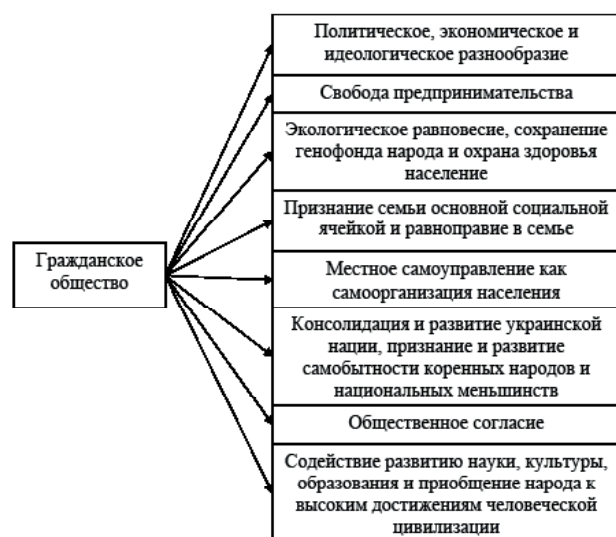 Политическое, экономическое и
идеологическое разнообразие
Свобода предпринимательства
Экологическое равновесие, сохранение
генофонда народа и охрана здоровья
население
Признание семьи основной социальной
ячейкой и равноправие в семье
Гражданское
общество
Местное самоуправление как
самоорганизация населения
Консолидация и развитие украинской
нации, признание и развитие
самобытности коренных народов и
национальных меньшинств
Общественное согласие
Содействие развитию науки, культуры,
образования и приобщение народа к
высоким достижениям человеческой
цивилизации